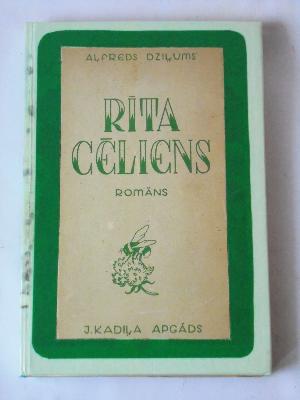 ALFREDS DZIĻUMS
RĪTA
CĒLIENS
ROMĀNS
J. KADIĻA APGĀDS